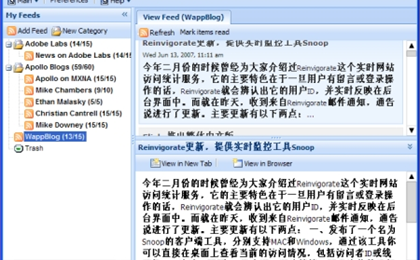 Main Preferences Help
My Feeds
Add Feed New Category
Adobe Labs (14/15)
News on Adobe Labs (14/15)
Apollo Blogs (59/60)
Apollo on MXNA (15/15)
Mike Chambers (9/10)
Ethan Malasky (5/5)
Christian Cantrell (15/15)
Mike Downey (15/15)
WappBlog (13/15)
Trash
View Feed (WappBlog)
Refresh Mark items read
Reinvigorate更新，提供实时监控工具Snoop
Wed Jun 13, 2007, 11:11 am
今年二月份的时候曾经为大家介绍过Reinvigorate这个实时网站
访问统计服务，它的主要特色在于一旦用户有留言或登录操
作的话，Reinvigorate就会辨认出它的用户ID，并实时反映在后
台界面中。而就在昨天，收到来自Reinvigorate邮件通知，通告
说进行了更新。主要更新有以下两点：...
Reinvigorate更新，提供实时监控工具Snoop
View in New Tab View in Browser
今年二月份的时候曾经为大家介绍过Reinvigorate这个实时网站
访问统计服务，它的主要特色在于一旦用户有留言或登录操
作的话，Reinvigorate就会辨认出它的用户ID，并实时反映在后
台界面中。而就在昨天，收到来自Reinvigorate邮件通知，通告
说进行了更新。主要更新有以下两点： 一、发布了一个名为
Snoop的客户端工具，分别支持MAC和Windows，通过该工具你
可以直接在桌面上查看当前的访问情况，包括访问者ID或线